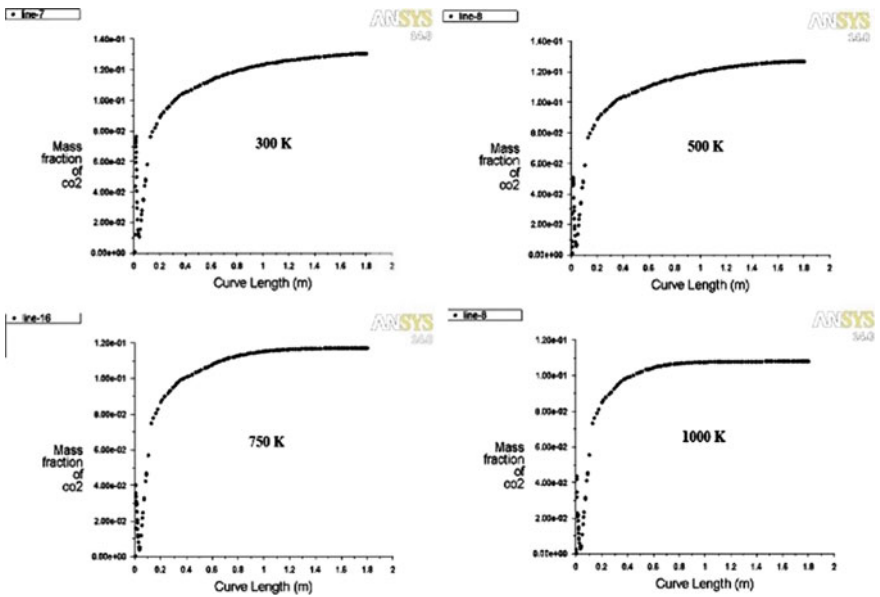 line-7
ANSYS
14.0
1.40e-01
1.20e-01
1.00e-01
8.00e-02
6.00e-02
4.00e-02
2.00e-02
0.00e+00
Mass
fraction
of
co2
300 K
0 0.2 0.4 0.6 0.8 1 1.2 1.4 1.6 1.8 2
Curve Length (m)
line-8
ANSYS
14.0
1.40e-01
1.20e-01
1.00e-01
8.00e-02
6.00e-02
4.00e-02
2.00e-02
0.00e+00
Mass
fraction
of
co2
500 K
0 0.2 0.4 0.6 0.8 1 1.2 1.4 1.6 1.8 2
Curve Length (m)
line-16
ANSYS
14.0
1.20e-01
1.00e-01
8.00e-02
6.00e-02
4.00e-02
2.00e-02
0.00e+00
Mass
fraction
of
co2
750 K
0 0.2 0.4 0.6 0.8 1 1.2 1.4 1.6 1.8 2
Curve Length (m)
line-8
ANSYS
14.0
1.20e-01
1.00e-01
8.00e-02
6.00e-02
4.00e-02
2.00e-02
0.00e+00
Mass
fraction
of
co2
1000 K
0 0.2 0.4 0.6 0.8 1 1.2 1.4 1.6 1.8 2
Curve Length (m)